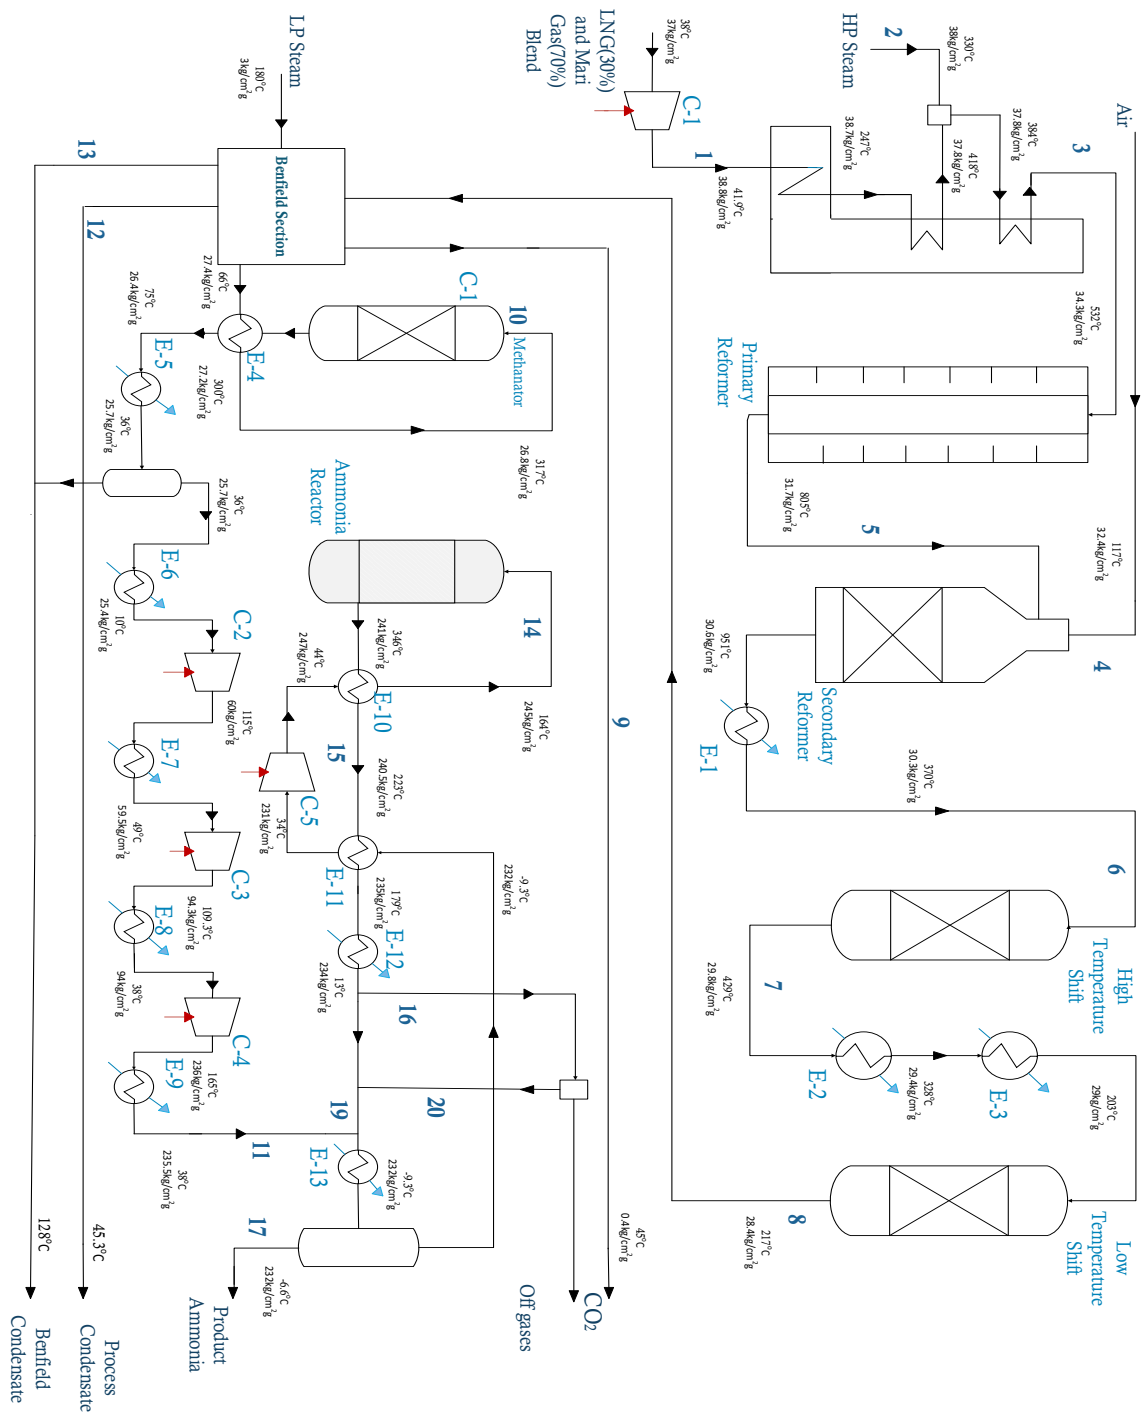 Air
2
HP Steam
330°C
38kg/cm²g
384°C
37.8kg/cm²g
418°C
37.8kg/cm²g
3
247°C
38.7kg/cm²g
38°C
37kg/cm²g
LNG(30%)
and Mari
Gas(70%)
Blend
C-1
1
41.9°C
38.8kg/cm²g
532°C
34.3kg/cm²g
Primary
Reformer
805°C
31.7kg/cm²g
5
117°C
32.4kg/cm²g
4
Secondary
Reformer
951°C
30.6kg/cm²g
E-1
370°C
30.3kg/cm²g
6
High
Temperature
Shift
429°C
29.8kg/cm²g
7
E-2
328°C
29.4kg/cm²g
E-3
203°C
29kg/cm²g
Low
Temperature
Shift
8
217°C
28.4kg/cm²g
9
45°C
0.4kg/cm²g
CO₂
Off gases
LP Steam
180°C
3kg/cm²g
Benfield Section
13
12
66°C
27.4kg/cm²g
C-1
10
Methanator
E-4
300°C
27.2kg/cm²g
317°C
26.8kg/cm²g
75°C
26.4kg/cm²g
E-5
36°C
25.7kg/cm²g
36°C
25.7kg/cm²g
Ammonia
Reactor
14
346°C
241kg/cm²g
E-10
164°C
245kg/cm²g
44°C
247kg/cm²g
15
C-5
34°C
231kg/cm²g
223°C
240.5kg/cm²g
E-11
-9.3°C
232kg/cm²g
179°C
235kg/cm²g
E-12
13°C
234kg/cm²g
16
20
19
E-13
-9.3°C
232kg/cm²g
E-6
10°C
25.4kg/cm²g
C-2
115°C
60kg/cm²g
E-7
49°C
59.5kg/cm²g
C-3
109.3°C
94.3kg/cm²g
E-8
38°C
94kg/cm²g
C-4
165°C
236kg/cm²g
E-9
11
38°C
235.5kg/cm²g
17
-6.6°C
232kg/cm²g
Product
Ammonia
45.3°C
Process
Condensate
128°C
Benfield
Condensate